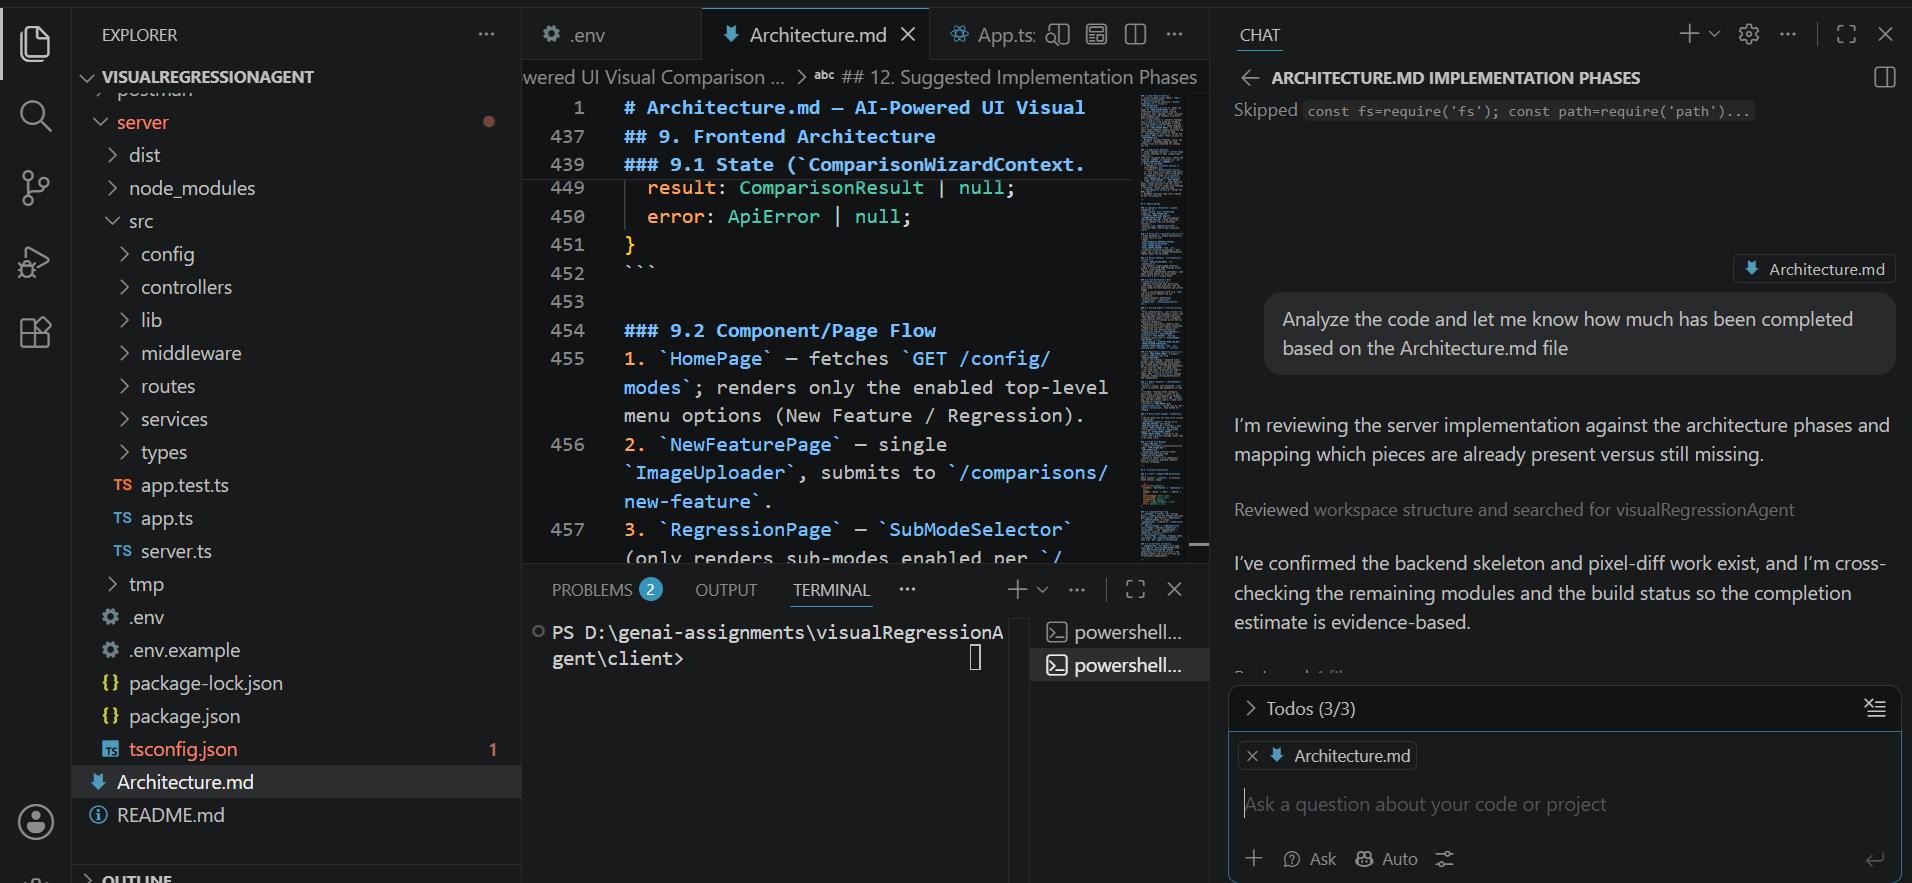 EXPLORER
VISUALREGRESSIONAGENT
postman
server
dist
node_modules
src
config
controllers
lib
middleware
routes
services
types
TS app.test.ts
TS app.ts
TS server.ts
tmp
.env
.env.example
{} package-lock.json
{} package.json
TS tsconfig.json 1
Architecture.md
README.md
OUTLINE
.env
Architecture.md
App.ts
wered UI Visual Comparison ... > abc ## 12. Suggested Implementation Phases
1 # Architecture.md — AI-Powered UI Visual
437 ## 9. Frontend Architecture
439 ### 9.1 State (`ComparisonWizardContext.
449 result: ComparisonResult | null;
450 error: ApiError | null;
451 }
452 ```
453
454 ### 9.2 Component/Page Flow
455 1. `HomePage` — fetches `GET /config/
modes`; renders only the enabled top-level
menu options (New Feature / Regression).
456 2. `NewFeaturePage` — single
`ImageUploader`, submits to `/comparisons/
new-feature`.
457 3. `RegressionPage` — `SubModeSelector`
(only renders sub-modes enabled per `/
PROBLEMS 2
OUTPUT
TERMINAL
PS D:\genai-assignments\visualRegressionA
gent\client>
powershell...
powershell...
CHAT
ARCHITECTURE.MD IMPLEMENTATION PHASES
Skipped const fs=require('fs'); const path=require('path')...
Architecture.md
Analyze the code and let me know how much has been completed
based on the Architecture.md file
I’m reviewing the server implementation against the architecture phases and
mapping which pieces are already present versus still missing.
Reviewed workspace structure and searched for visualRegressionAgent
I’ve confirmed the backend skeleton and pixel-diff work exist, and I’m cross-
checking the remaining modules and the build status so the completion
estimate is evidence-based.
Todos (3/3)
Architecture.md
Ask a question about your code or project
Ask
Auto